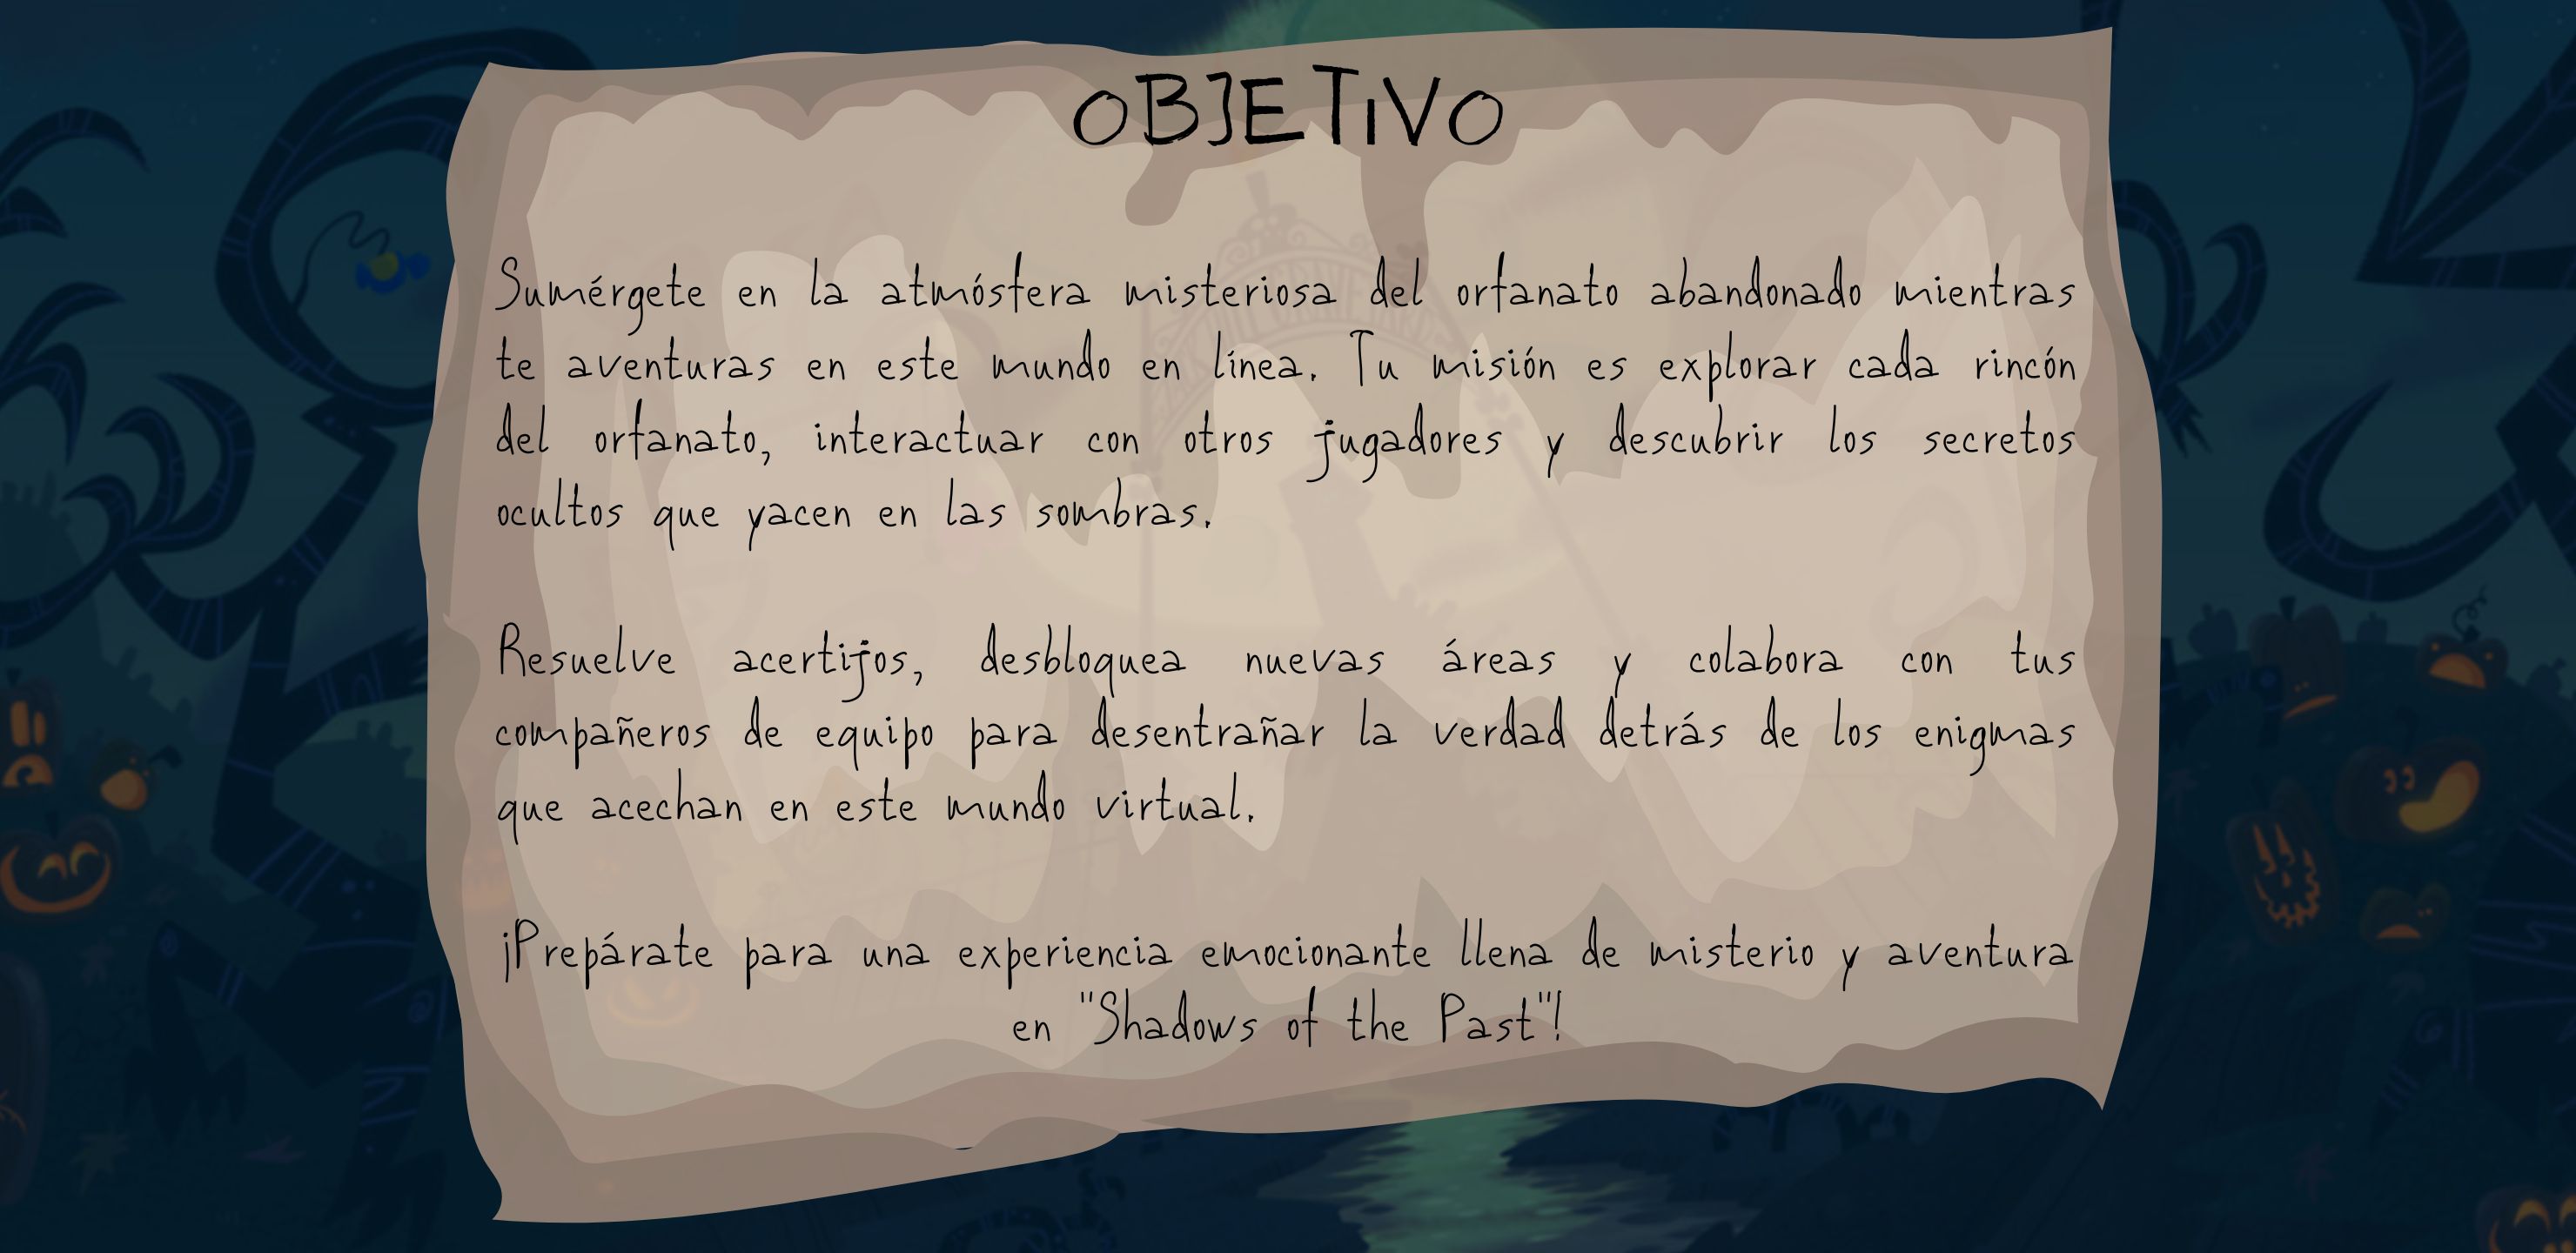 OBJETIVO
Sumérgete en la atmósfera misteriosa del orfanato abandonado mientras
te aventuras en este mundo en línea. Tu misión es explorar cada rincón
del orfanato, interactuar con otros jugadores y descubrir los secretos
ocultos que yacen en las sombras.
Resuelve acertijos, desbloquea nuevas áreas y colabora con tus
compañeros de equipo para desentrañar la verdad detrás de los enigmas
que acechan en este mundo virtual.
¡Prepárate para una experiencia emocionante llena de misterio y aventura
en "Shadows of the Past"!